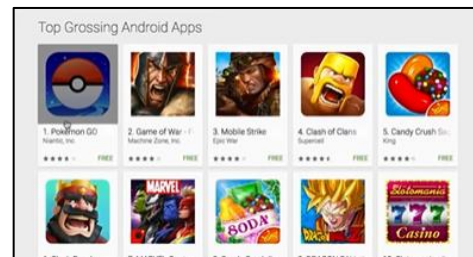 Top Grossing Android Apps
1. Pokémon GO
Niantic, Inc.
FREE
2. Game of War - F
Machine Zone, Inc.
FREE
3. Mobile Strike
Epic War
FREE
4. Clash of Clans
Supercell
FREE
5. Candy Crush Sa
King
FREE
MARVEL
SODA
DRAGON
Slotomania
777
Casino